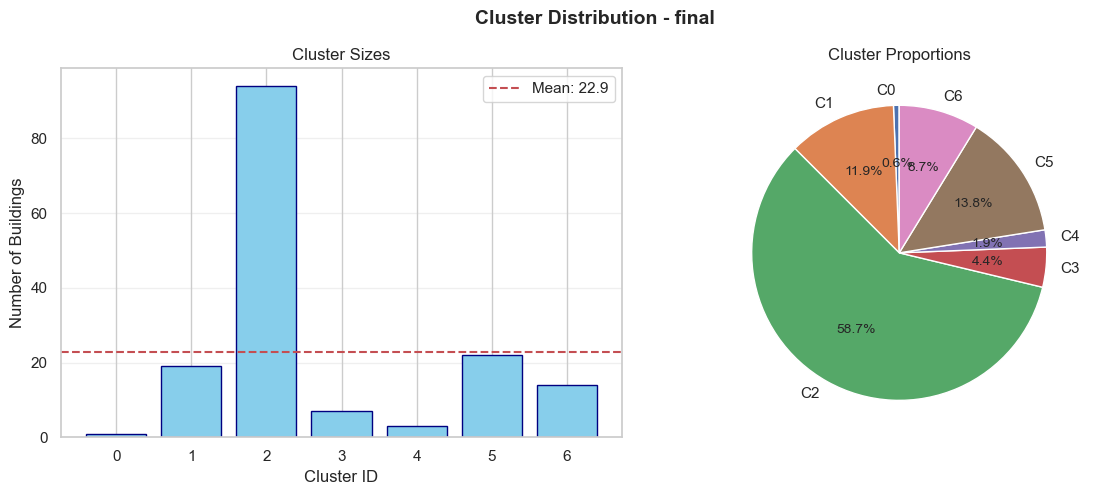 Cluster Distribution - final
Cluster Sizes
Mean: 22.9
Number of Buildings
80
60
40
20
0
0 1 2 3 4 5 6
Cluster ID
Cluster Proportions
C0
C1
C6
C5
C4
C3
C2
0.6%
11.9%
8.7%
13.8%
1.9%
4.4%
58.7%